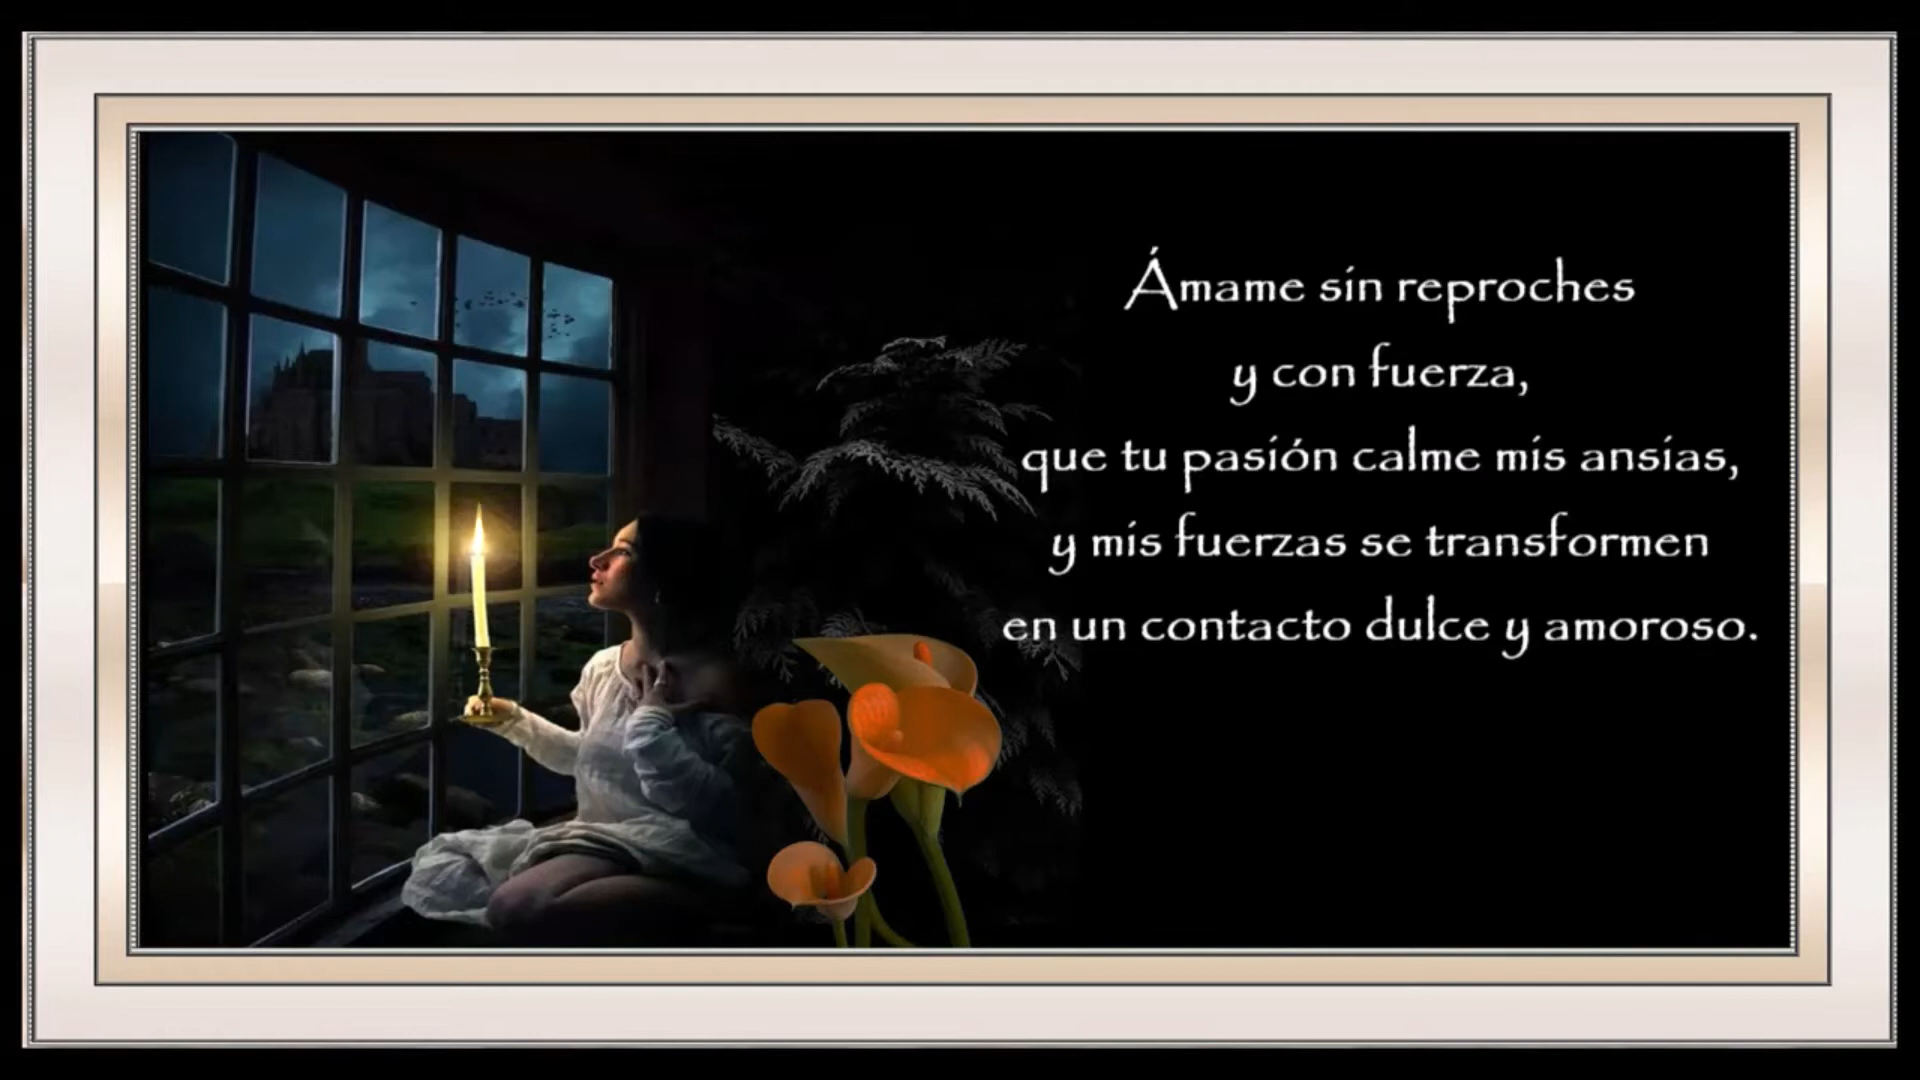 Ámame sin reproches
y con fuerza,
que tu pasión calme mis ansias,
y mis fuerzas se transformen
en un contacto dulce y amoroso.